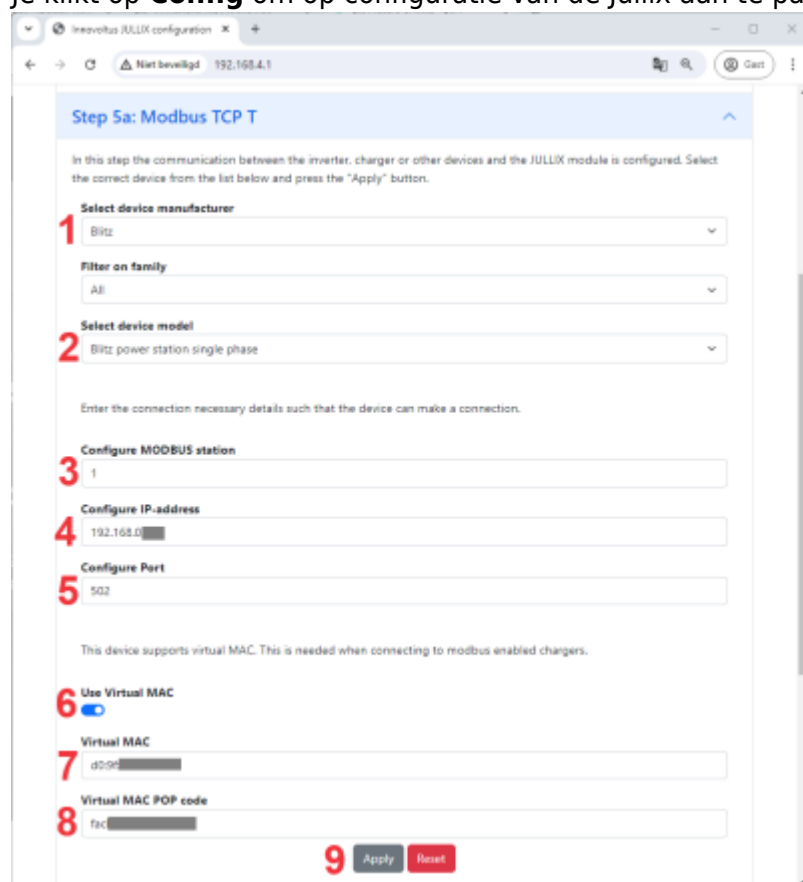 Je klikt op Config om op configuratie van de Jullix aan te pa
Innovoltus JULLIX configuration
Niet beveiligd 192.168.4.1 Gast
Step 5a: Modbus TCP T
In this step the communication between the inverter, charger or other devices and the JULLIX module is configured. Select
the correct device from the list below and press the "Apply" button.
Select device manufacturer
1 Blitz
Filter on family
All
Select device model
2 Blitz power station single phase
Enter the connection necessary details such that the device can make a connection.
Configure MODBUS station
3 1
Configure IP-address
4 192.168.0
Configure Port
5 502
This device supports virtual MAC. This is needed when connecting to modbus enabled chargers.
Use Virtual MAC
6
Virtual MAC
7 d0:9f
Virtual MAC POP code
8 fac
9 Apply Reset